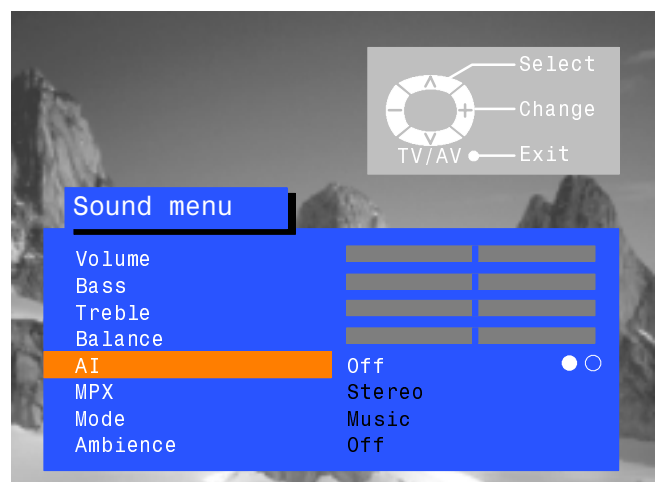 Select
Change
TV/AV Exit
Sound menu
Volume
Bass
Treble
Balance
AI Off
MPX Stereo
Mode Music
Ambience Off